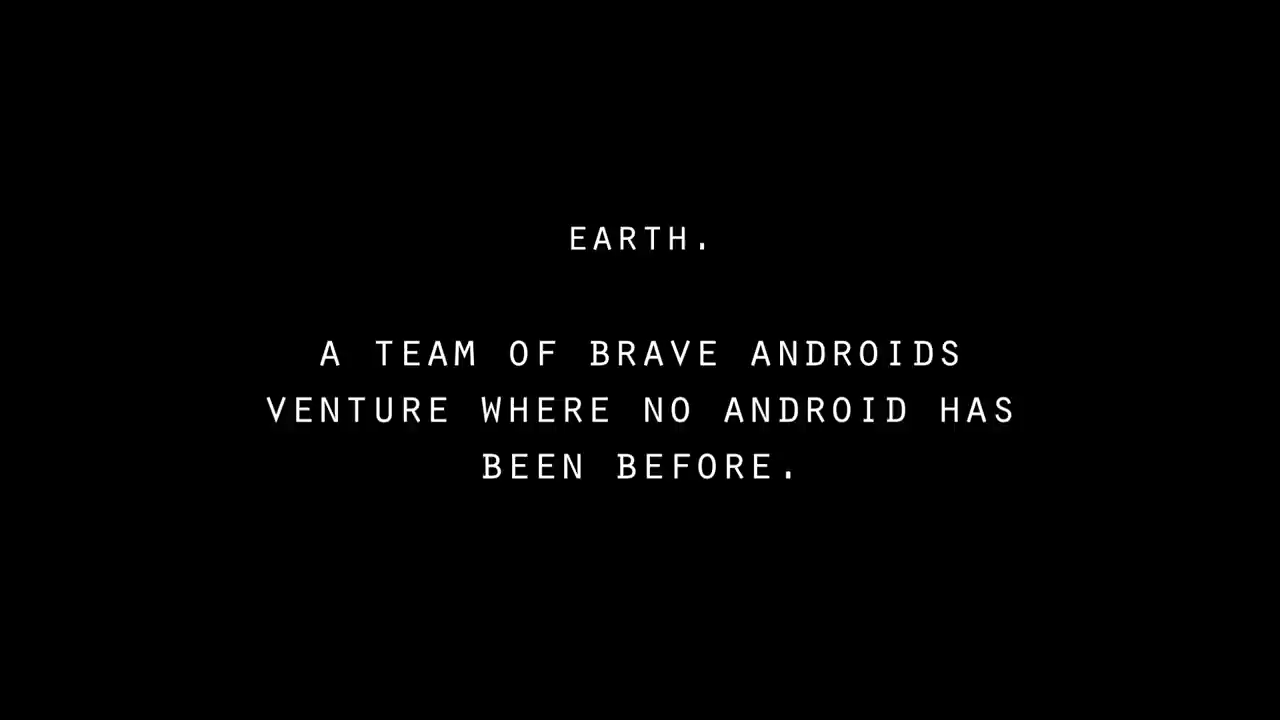 EARTH.
A TEAM OF BRAVE ANDROIDS
VENTURE WHERE NO ANDROID HAS
BEEN BEFORE.